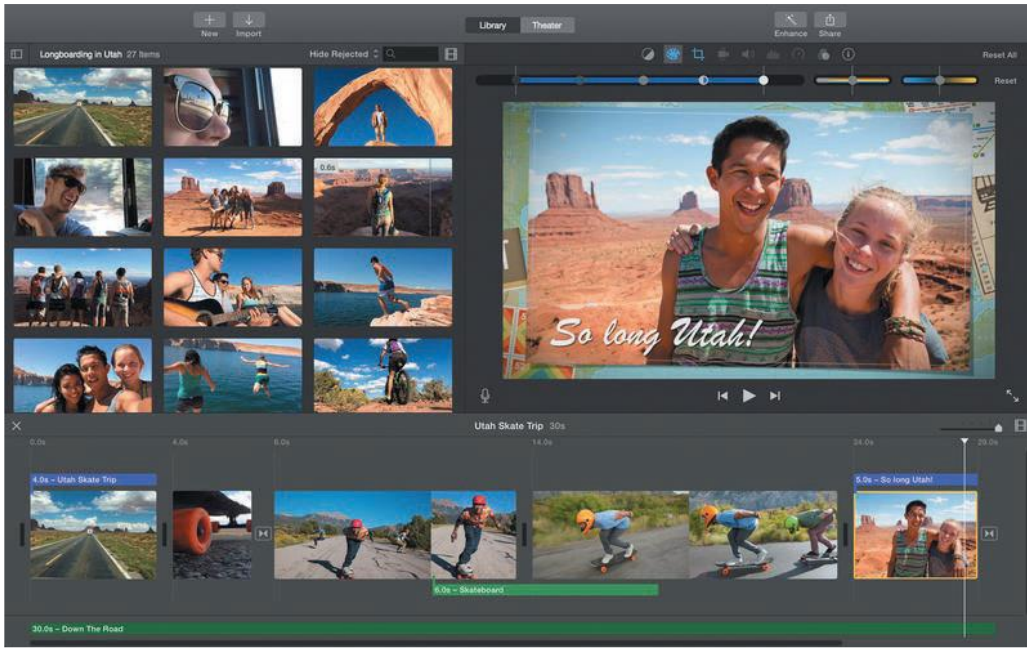 New Import Library Theater Enhance Share
Longboarding in Utah 27 Items Hide Rejected Reset All
Reset
0.6s
So long Utah!
Utah Skate Trip 30s
0.0s 4.0s 6.0s 14.0s 24.0s 29.0s
4.0s – Utah Skate Trip 5.0s – So long Utah!
6.0s – Skateboard
30.0s – Down The Road